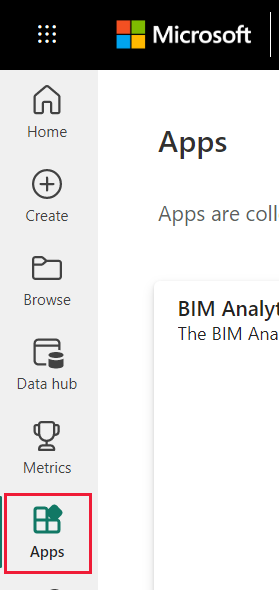 Microsoft
Home
Create
Browse
Data hub
Metrics
Apps
Apps
Apps are coll
BIM Analyt
The BIM Ana